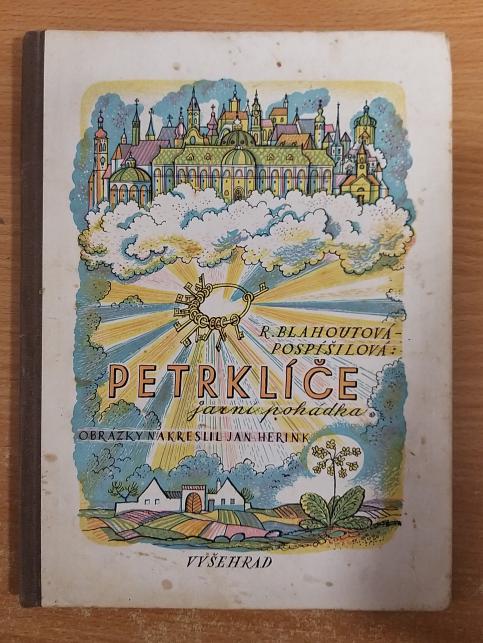 R. BLAHOUTOVÁ-
POSPÍŠILOVÁ:
PETRKLÍČE
jarní pohádka
OBRÁZKY NAKRESLIL JAN HERINK
VYŠEHRAD